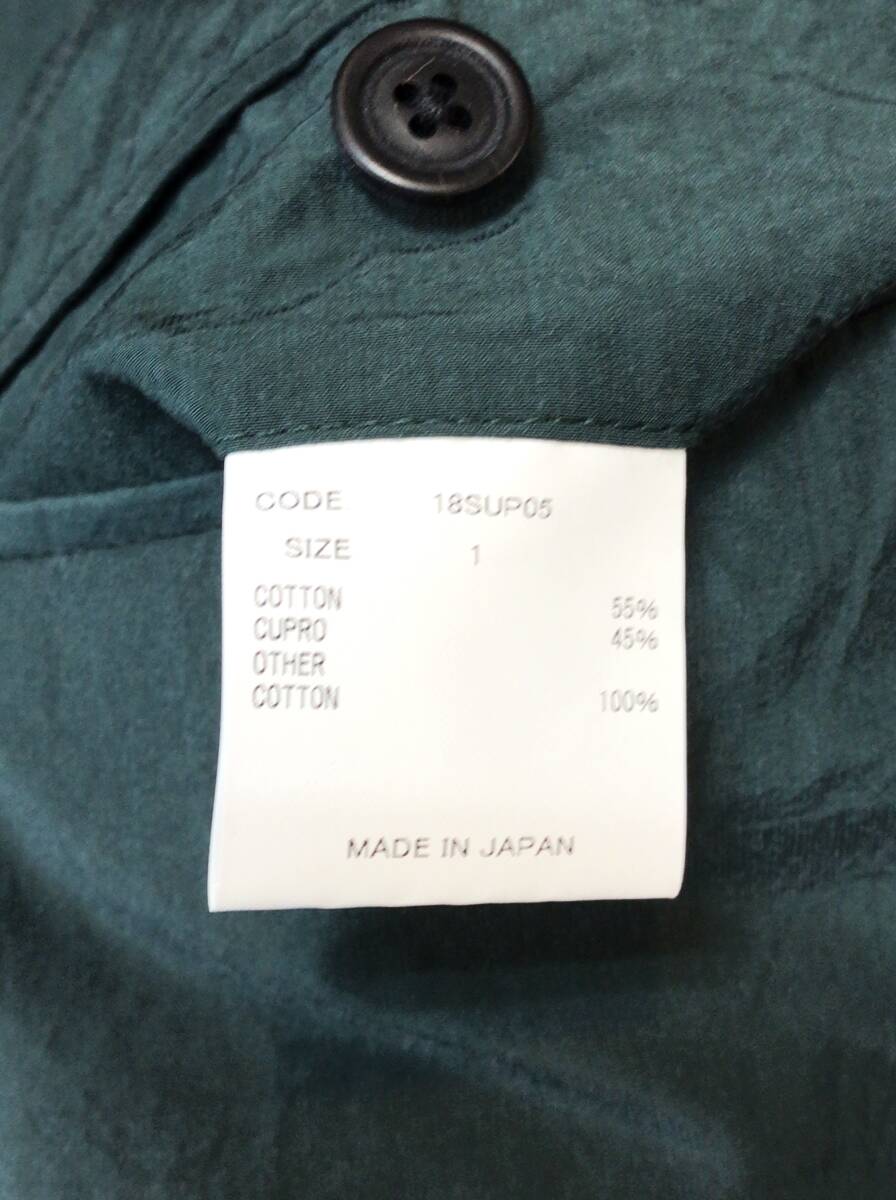 CODE 18SUP05
SIZE 1
COTTON 55%
CUPRO 45%
OTHER
COTTON 100%
MADE IN JAPAN